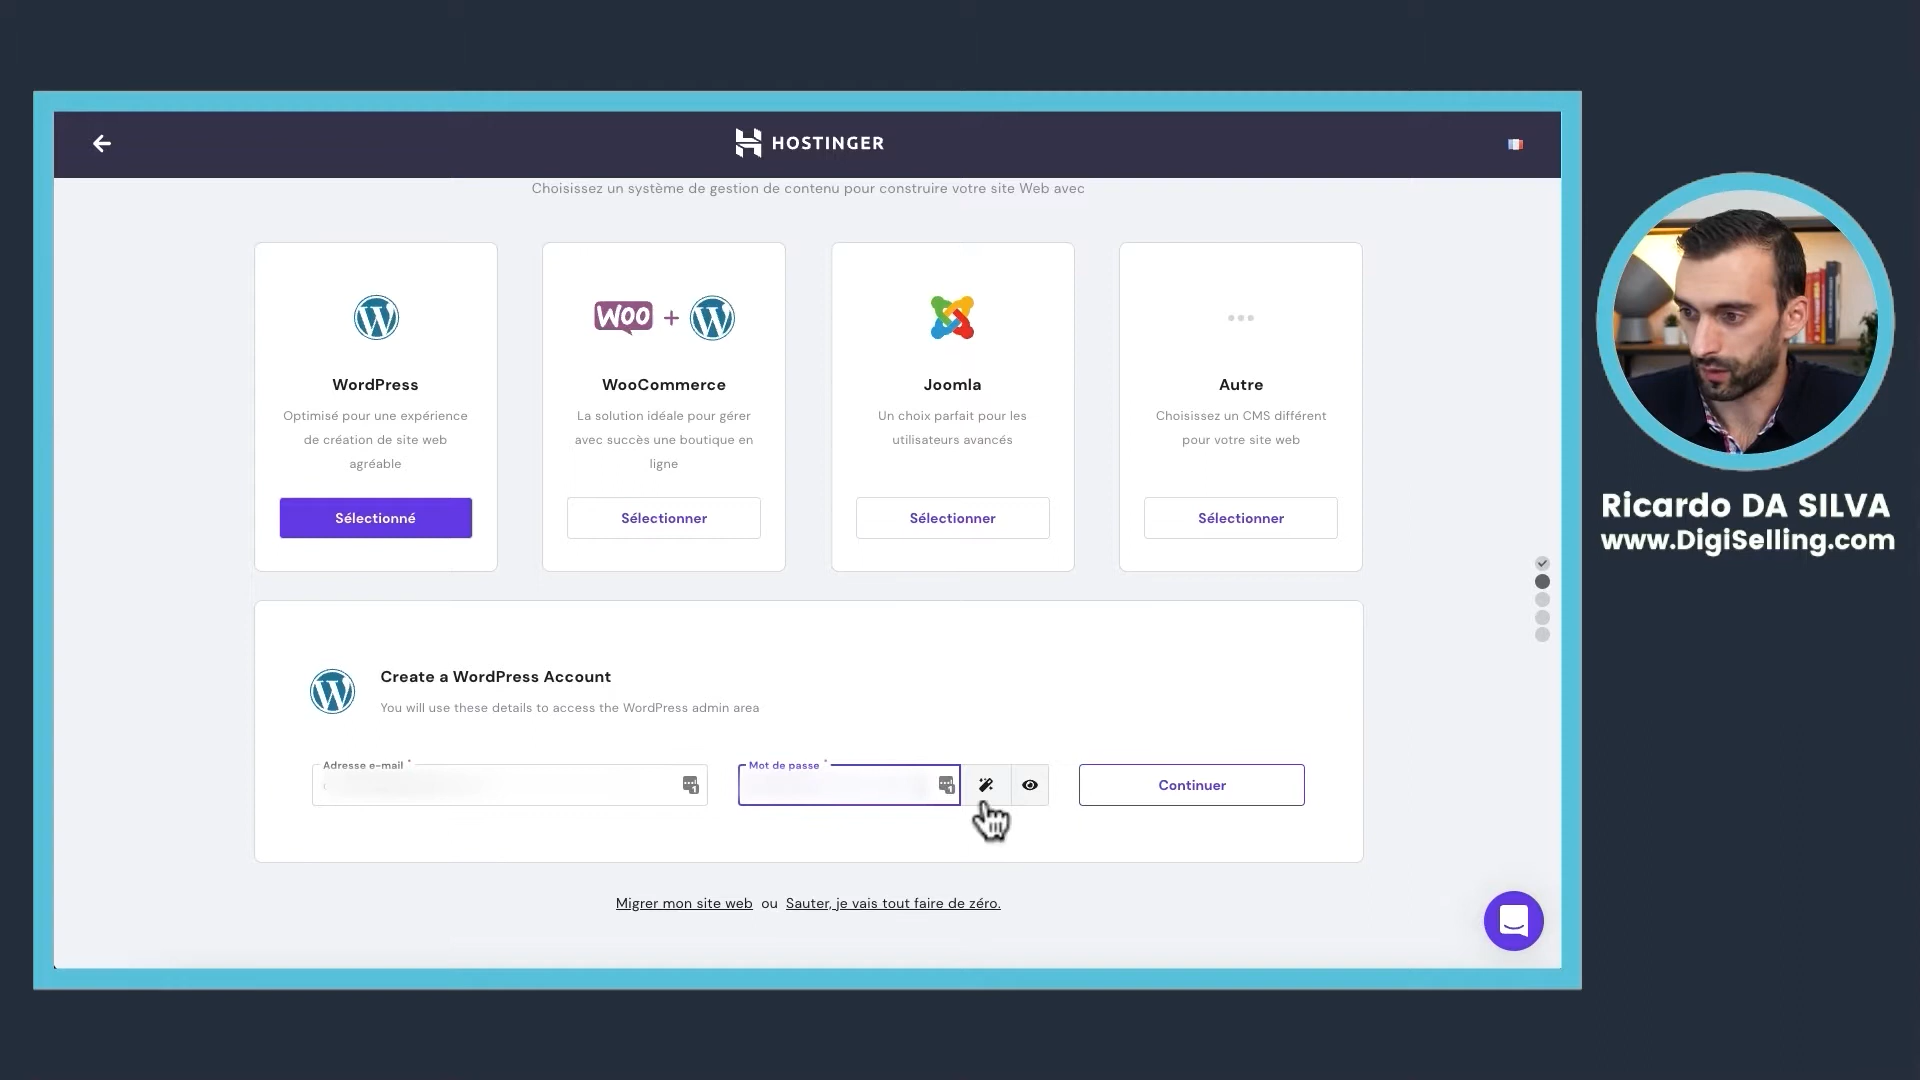 HOSTINGER
Choisissez un système de gestion de contenu pour construire votre site Web avec
WordPress
Optimisé pour une expérience
de création de site web
agréable
Sélectionné
WOO + W
WooCommerce
La solution idéale pour gérer
avec succès une boutique en
ligne
Sélectionner
Joomla
Un choix parfait pour les
utilisateurs avancés
Sélectionner
Autre
Choisissez un CMS différent
pour votre site web
Sélectionner
Create a WordPress Account
You will use these details to access the WordPress admin area
Adresse e-mail *
Mot de passe *
Continuer
Migrer mon site web ou Sauter, je vais tout faire de zéro.
Ricardo DA SILVA
www.DigiSelling.com